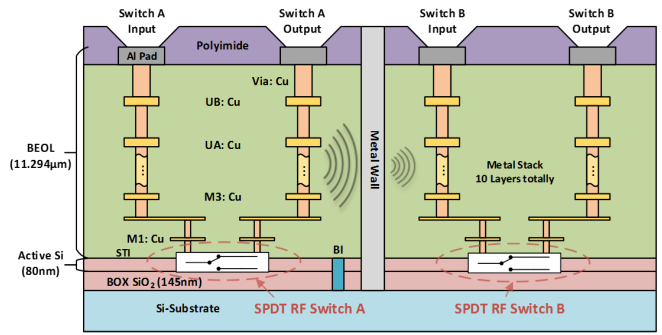 Switch A
Input
Switch A
Output
Switch B
Input
Switch B
Output
Polyimide
Al Pad
Via: Cu
UB: Cu
UA: Cu
M3: Cu
M1: Cu
BEOL
(11.294μm)
Metal Wall
Metal Stack
10 Layers totally
STI
BI
Active Si
(80nm)
BOX SiO2 (145nm)
Si-Substrate
SPDT RF Switch A
SPDT RF Switch B